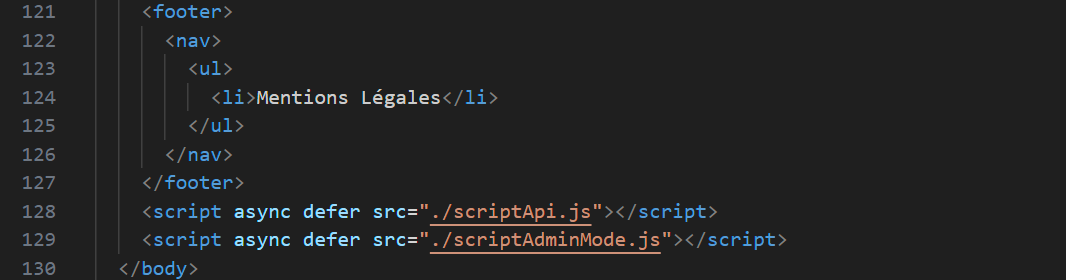 121 <footer>
122 <nav>
123 <ul>
124 <li>Mentions Légales</li>
125 </ul>
126 </nav>
127 </footer>
128 <script async defer src="./scriptApi.js"></script>
129 <script async defer src="./scriptAdminMode.js"></script>
130 </body>